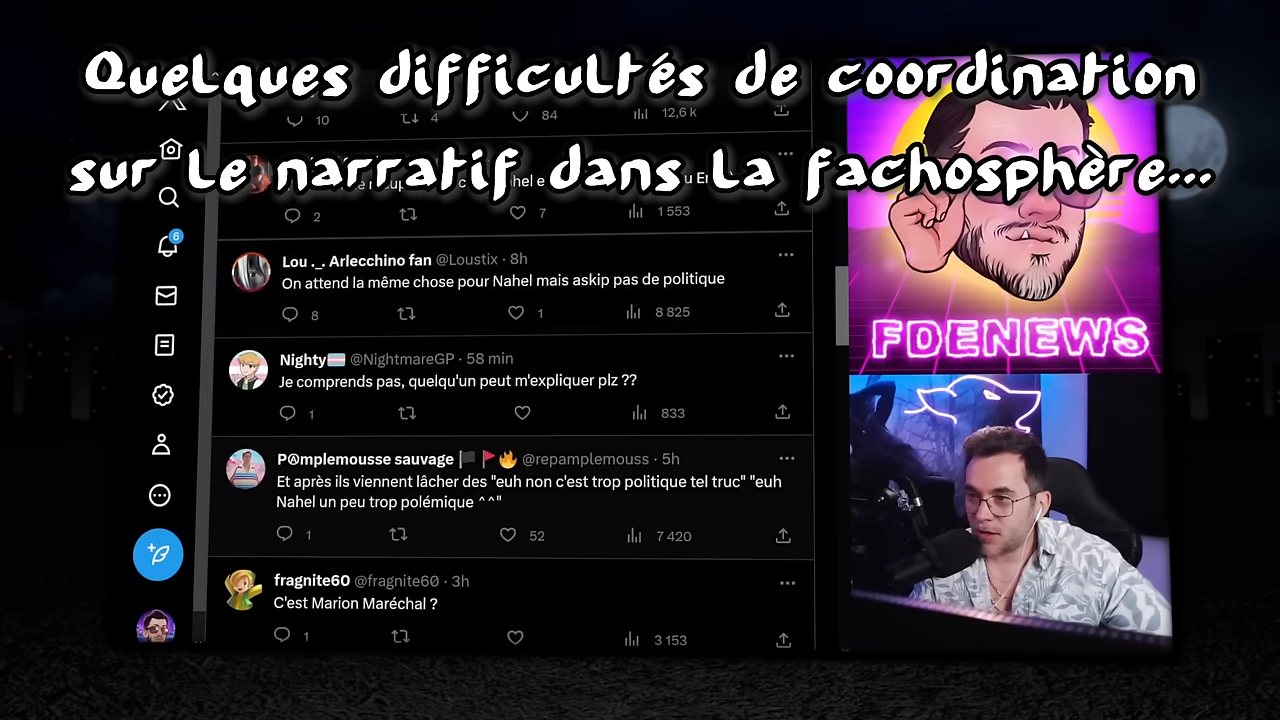 Quelques difficultés de coordination
sur le narratif dans la fachosphère...
10 4 84 12,6 k
2 7 1 553
6
Lou ._. Arlecchino fan @Loustix · 8h
On attend la même chose pour Nahel mais askip pas de politique
8 1 8 825
Nighty @NightmareGP · 58 min
Je comprends pas, quelqu'un peut m'expliquer plz ??
1 833
P@mplemousse sauvage @repamplemouss · 5h
Et après ils viennent lâcher des "euh non c'est trop politique tel truc" "euh
Nahel un peu trop polémique ^^"
1 52 7 420
fragnite60 @fragnite60 · 3h
C'est Marion Maréchal ?
1 3 153
FDENEWS